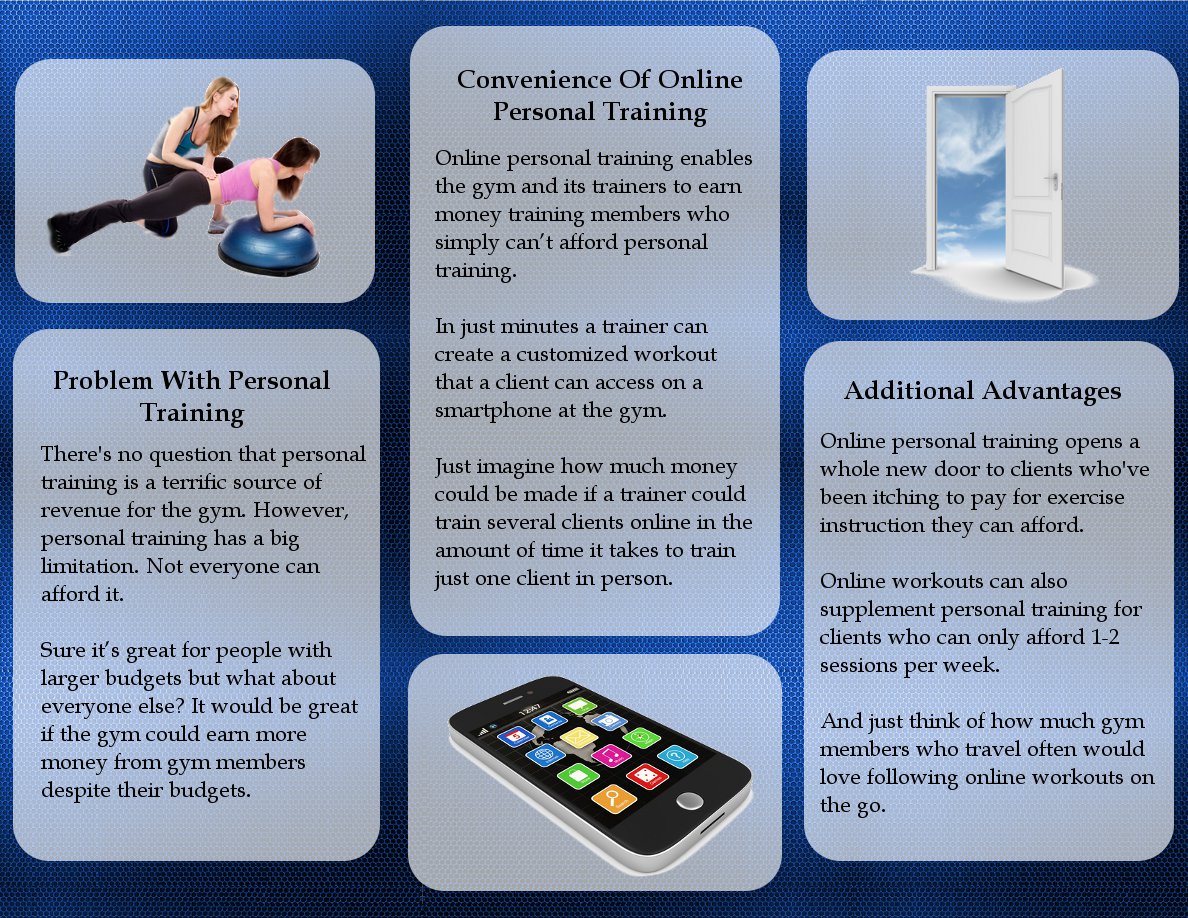 Problem With Personal
Training
There's no question that personal
training is a terrific source of
revenue for the gym. However,
personal training has a big
limitation. Not everyone can
afford it.
Sure it’s great for people with
larger budgets but what about
everyone else? It would be great
if the gym could earn more
money from gym members
despite their budgets.
Convenience Of Online
Personal Training
Online personal training enables
the gym and its trainers to earn
money training members who
simply can’t afford personal
training.
In just minutes a trainer can
create a customized workout
that a client can access on a
smartphone at the gym.
Just imagine how much money
could be made if a trainer could
train several clients online in the
amount of time it takes to train
just one client in person.
12:47
Additional Advantages
Online personal training opens a
whole new door to clients who've
been itching to pay for exercise
instruction they can afford.
Online workouts can also
supplement personal training for
clients who can only afford 1-2
sessions per week.
And just think of how much gym
members who travel often would
love following online workouts on
the go.